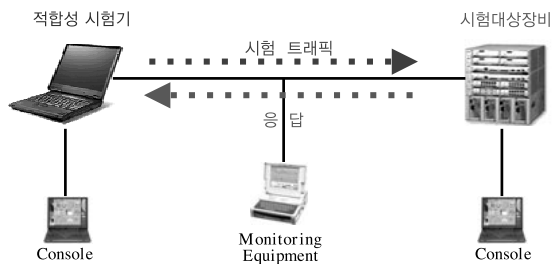 적합성 시험기
시험대상장비
시험 트래픽
응 답
Console
Monitoring
Equipment
Console